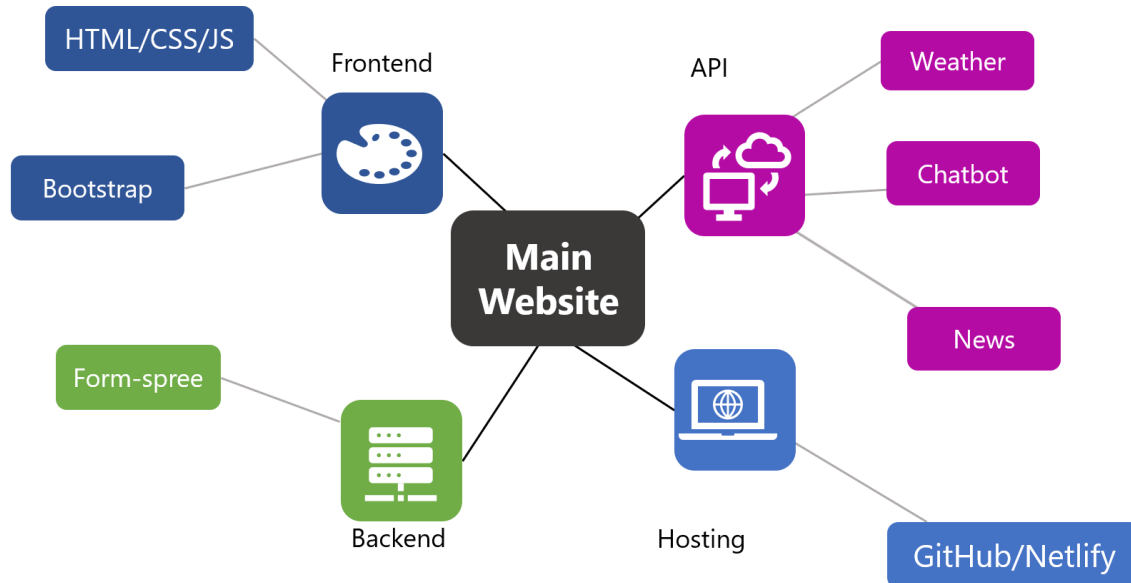 HTML/CSS/JS
Frontend
Bootstrap
API
Weather
Chatbot
News
Main
Website
Form-spree
Backend
Hosting
GitHub/Netlify